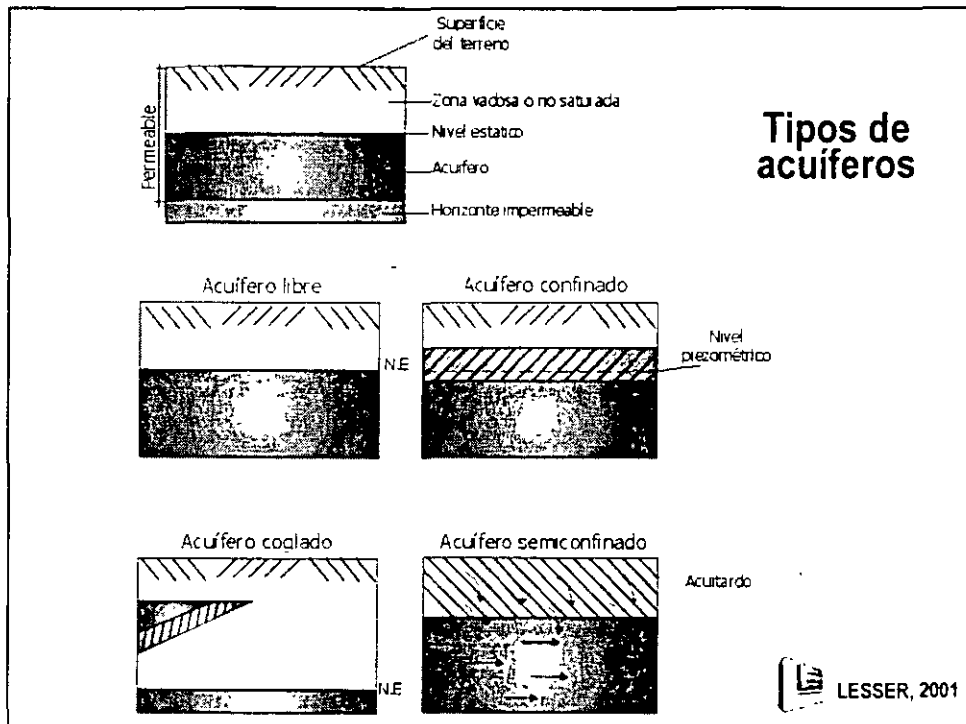 Superficie
del terreno
Zona vadosa o no saturada
Nivel estatico
Acuífero
Horizonte impermeable
Permeable
Tipos de
acuíferos
Acuífero libre
N.E
Acuífero confinado
Nivel
piezométrico
Acuífero coglado
N.E
Acuífero semiconfinado
Acuitardo
LESSER, 2001